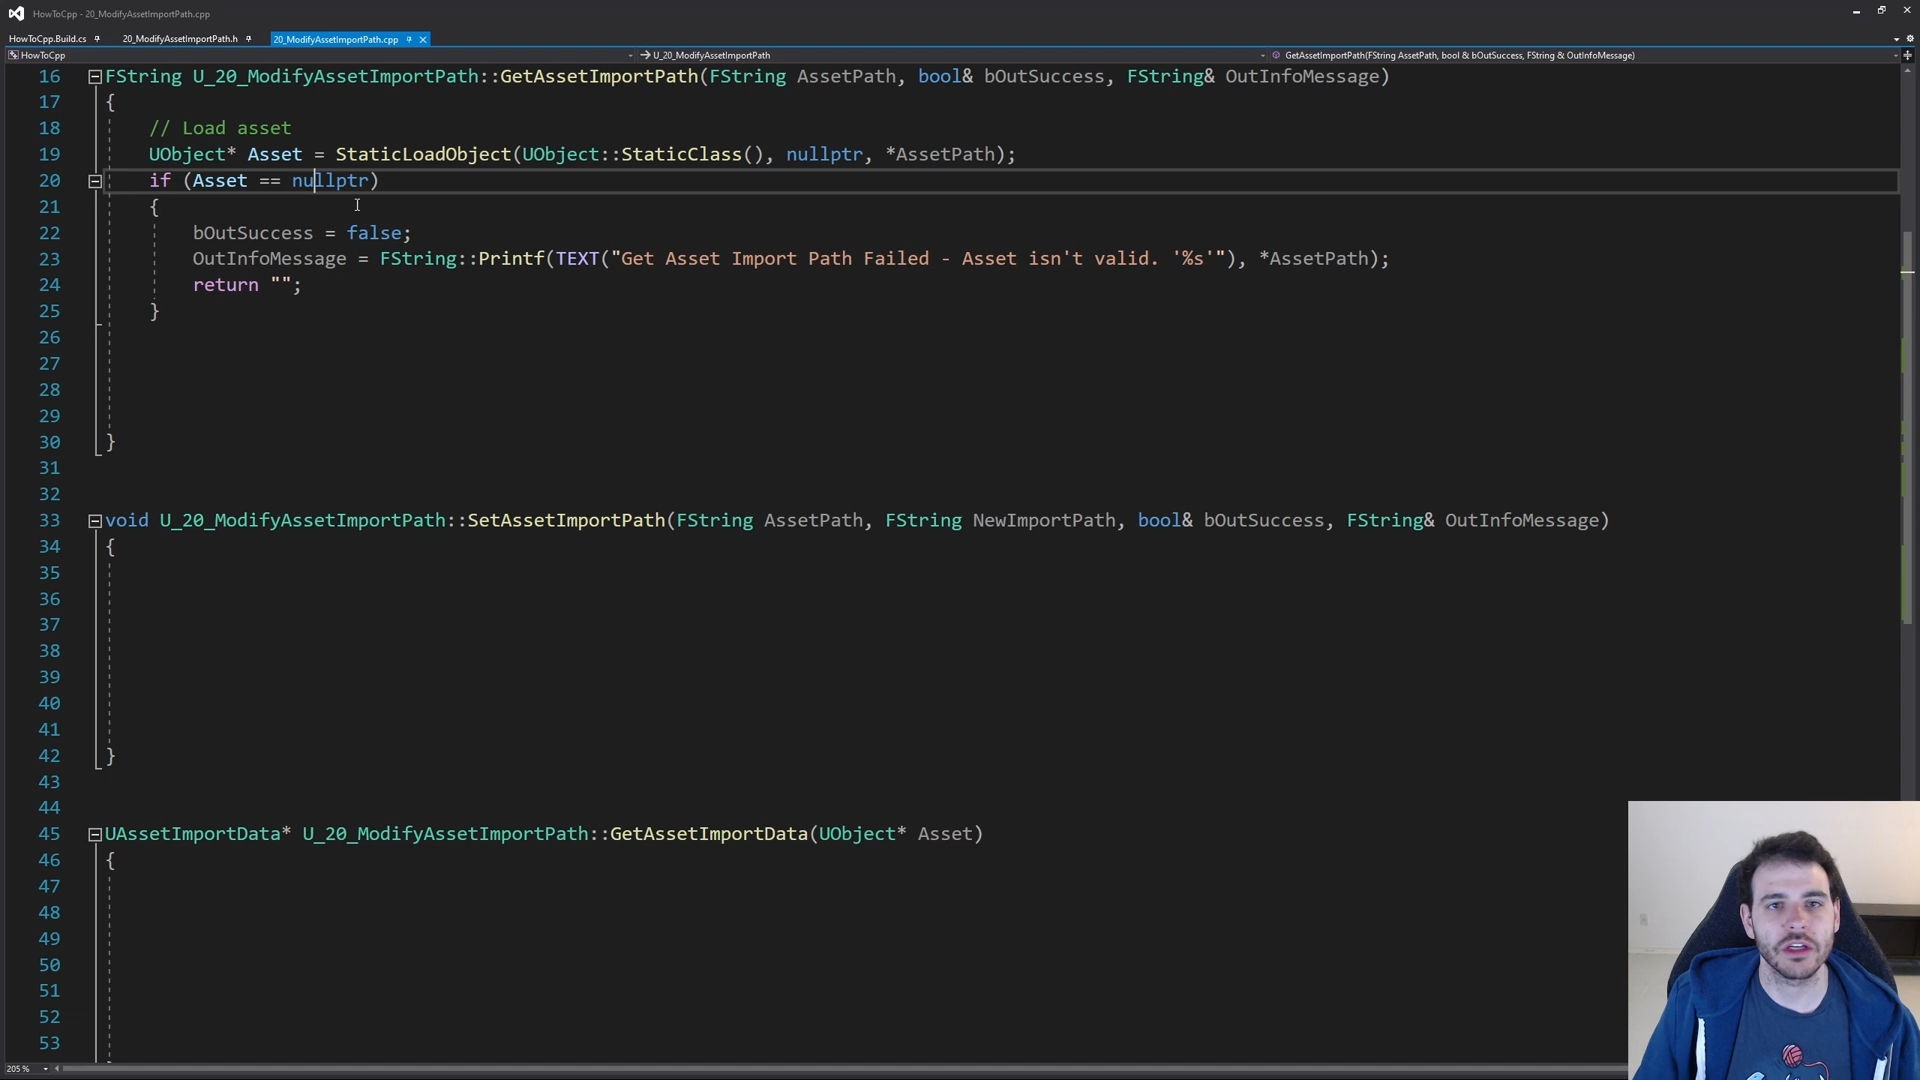 HowToCpp - 20_ModifyAssetImportPath.cpp
HowToCpp.Build.cs 20_ModifyAssetImportPath.h 20_ModifyAssetImportPath.cpp
HowToCpp U_20_ModifyAssetImportPath GetAssetImportPath(FString AssetPath, bool & bOutSuccess, FString & OutInfoMessage)
16 FString U_20_ModifyAssetImportPath::GetAssetImportPath(FString AssetPath, bool& bOutSuccess, FString& OutInfoMessage)
17 {
18 // Load asset
19 UObject* Asset = StaticLoadObject(UObject::StaticClass(), nullptr, *AssetPath);
20 if (Asset == nullptr)
21 {
22 bOutSuccess = false;
23 OutInfoMessage = FString::Printf(TEXT("Get Asset Import Path Failed - Asset isn't valid. '%s'"), *AssetPath);
24 return "";
25 }
26
27
28
29
30 }
31
32
33 void U_20_ModifyAssetImportPath::SetAssetImportPath(FString AssetPath, FString NewImportPath, bool& bOutSuccess, FString& OutInfoMessage)
34 {
35
36
37
38
39
40
41
42 }
43
44
45 UAssetImportData* U_20_ModifyAssetImportPath::GetAssetImportData(UObject* Asset)
46 {
47
48
49
50
51
52
53
205 %